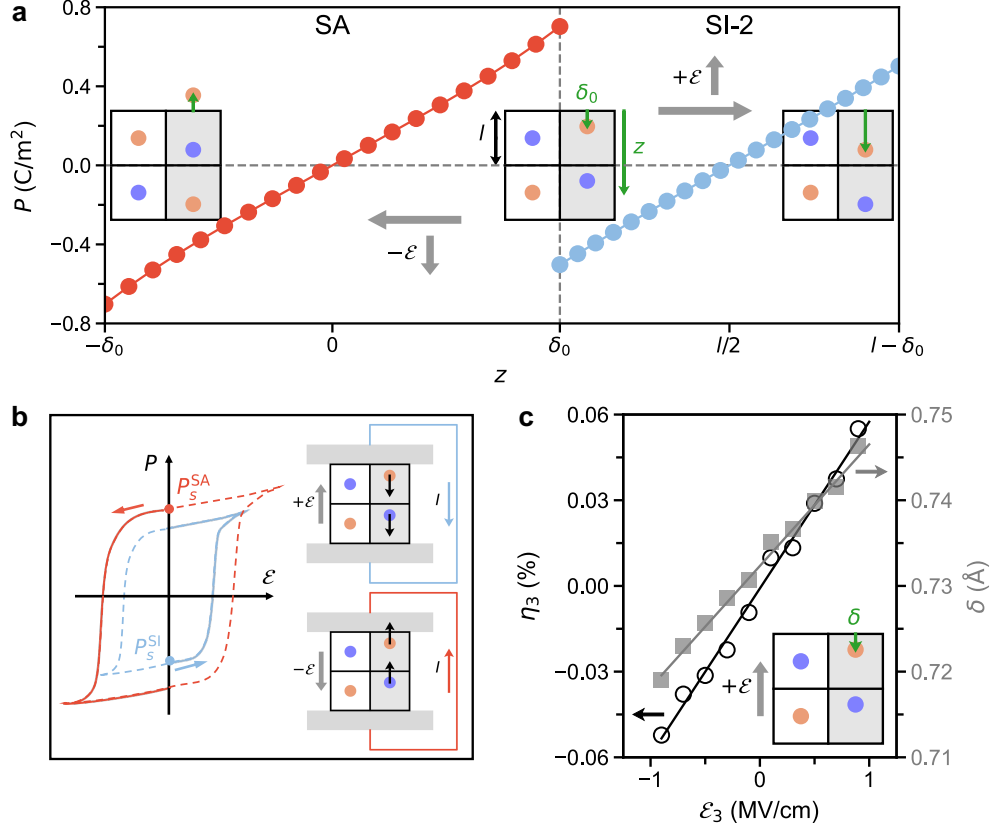 a
SA
SI-2
0.8
0.4
0.0
−0.4
−0.8
P (C/m²)
l
δ₀
z
+ℰ
−ℰ
−δ₀
0
δ₀
l/2
l − δ₀
z
b
P
ℰ
P_s^SA
P_s^SI
+ℰ
I
−ℰ
I
c
0.06
0.03
0.00
−0.03
−0.06
η₃ (%)
0.75
0.74
0.73
0.72
0.71
δ (Å)
δ
+ℰ
−1
0
1
ℰ₃ (MV/cm)